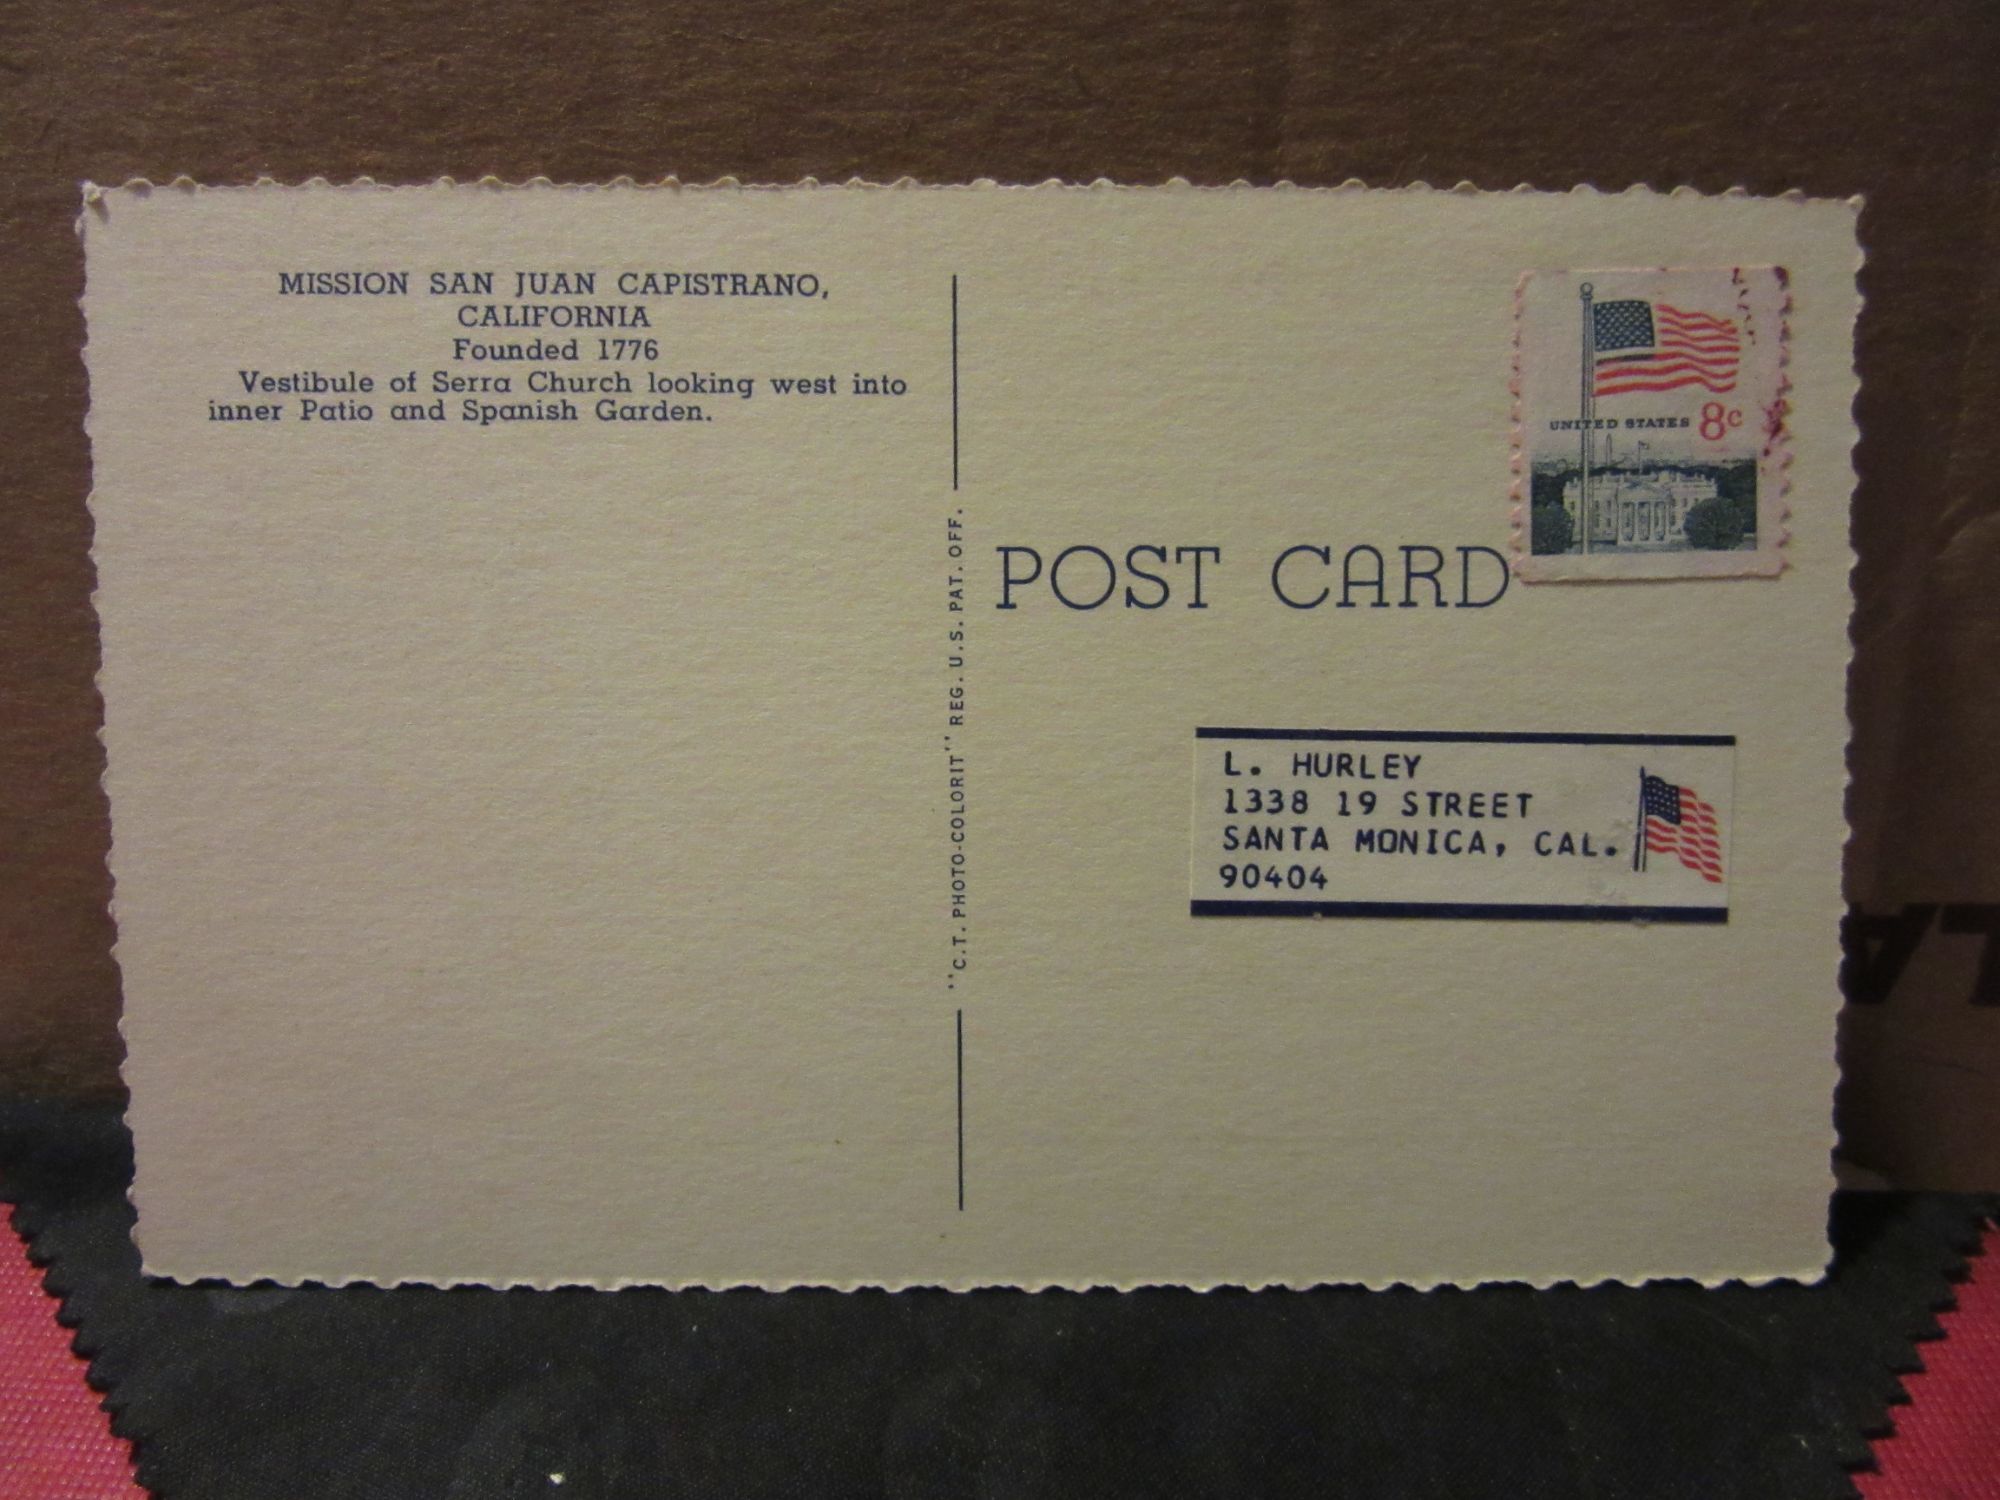 MISSION SAN JUAN CAPISTRANO,
CALIFORNIA
Founded 1776
Vestibule of Serra Church looking west into
inner Patio and Spanish Garden.
"C.T. PHOTO-COLORIT" REG. U.S. PAT. OFF.
UNITED STATES 8c
POST CARD
L. HURLEY
1338 19 STREET
SANTA MONICA, CAL.
90404